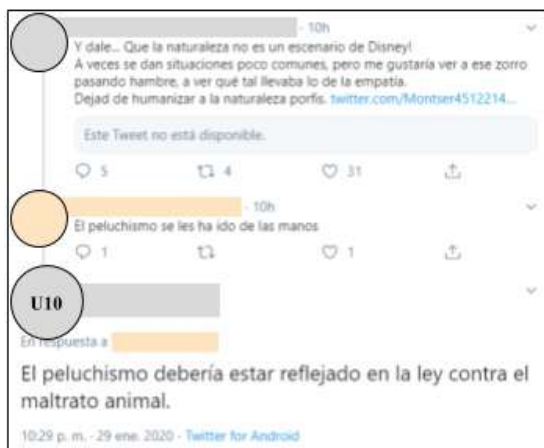 - 10h
Y dale... Que la naturaleza no es un escenario de Disney!
A veces se dan situaciones poco comunes, pero me gustaría ver a ese zorro
pasando hambre, a ver qué tal llevaba lo de la empatía.
Dejad de humanizar a la naturaleza porfis. twitter.com/Montser4512214...
Este Tweet no está disponible.
5 4 31
- 10h
El peluchismo se les ha ido de las manos
1 1
U10
En respuesta a
El peluchismo debería estar reflejado en la ley contra el
maltrato animal.
10:29 p. m. · 29 ene. 2020 · Twitter for Android